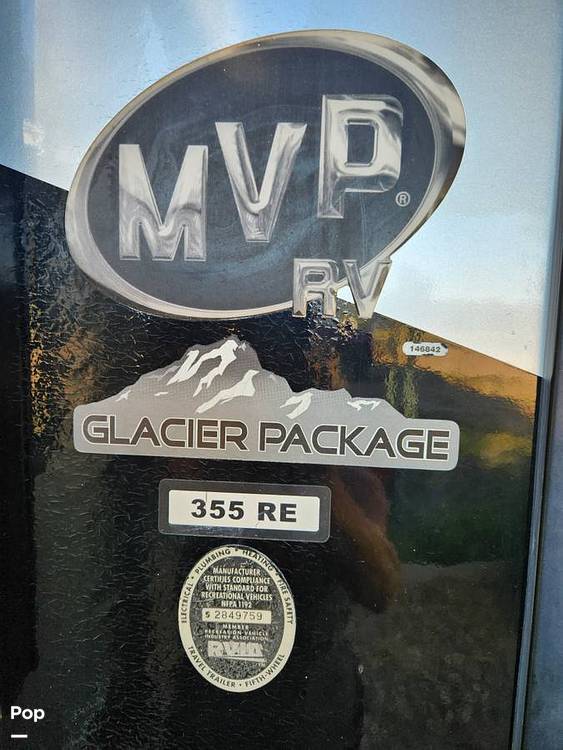 MVP
®
RV
146842
GLACIER PACKAGE
355 RE
ELECTRICAL • PLUMBING • HEATING • FIRE SAFETY
MANUFACTURER
CERTIFIES COMPLIANCE
WITH STANDARD FOR
RECREATIONAL VEHICLES
NFPA 1192
S 2849759
MEMBER
RECREATION VEHICLE
INDUSTRY ASSOCIATION
RVIA
TRAVEL TRAILER • FIFTH-WHEEL
Pop